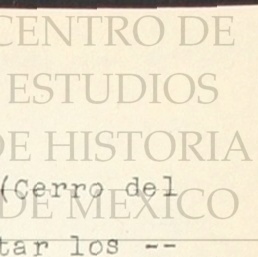 CENTRO DE
ESTUDIOS
DE HISTORIA
(Cerro del
DE MEXICO
tar los --